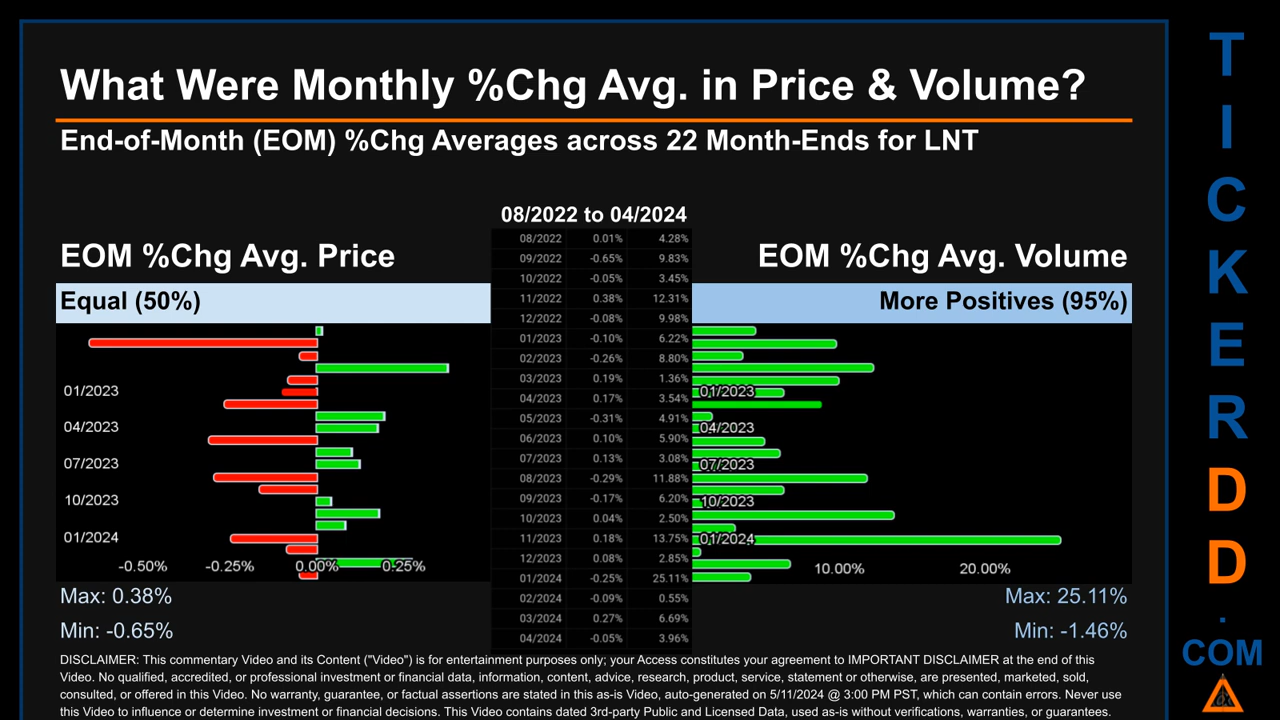 What Were Monthly %Chg Avg. in Price & Volume?
End-of-Month (EOM) %Chg Averages across 22 Month-Ends for LNT
08/2022 to 04/2024
EOM %Chg Avg. Price
EOM %Chg Avg. Volume
Equal (50%)
More Positives (95%)
08/2022 0.01% 4.28%
09/2022 -0.65% 9.83%
10/2022 -0.05% 3.45%
11/2022 0.38% 12.31%
12/2022 -0.08% 9.98%
01/2023 -0.10% 6.22%
02/2023 -0.26% 8.80%
03/2023 0.19% 1.36%
04/2023 0.17% 3.54%
05/2023 -0.31% 4.91%
06/2023 0.10% 5.90%
07/2023 0.13% 3.08%
08/2023 -0.29% 11.88%
09/2023 -0.17% 6.20%
10/2023 0.04% 2.50%
11/2023 0.18% 13.75%
12/2023 0.08% 2.85%
01/2024 -0.25% 25.11%
02/2024 -0.09% 0.55%
03/2024 0.27% 6.69%
04/2024 -0.05% 3.96%
01/2023
04/2023
07/2023
10/2023
01/2024
-0.50% -0.25% 0.00% 0.25%
01/2023
04/2023
07/2023
10/2023
01/2024
10.00% 20.00%
Max: 0.38%
Min: -0.65%
Max: 25.11%
Min: -1.46%
DISCLAIMER: This commentary Video and its Content ("Video") is for entertainment purposes only; your Access constitutes your agreement to IMPORTANT DISCLAIMER at the end of this
Video. No qualified, accredited, or professional investment or financial data, information, content, advice, research, product, service, statement or otherwise, are presented, marketed, sold,
consulted, or offered in this Video. No warranty, guarantee, or factual assertions are stated in this as-is Video, auto-generated on 5/11/2024 @ 3:00 PM PST, which can contain errors. Never use
this Video to influence or determine investment or financial decisions. This Video contains dated 3rd-party Public and Licensed Data, used as-is without verifications, warranties, or guarantees.
T
I
C
K
E
R
D
D
.
COM